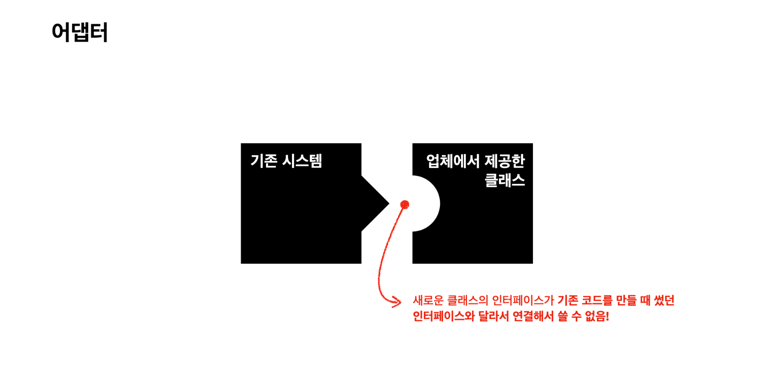 어댑터
기존 시스템
업체에서 제공한
클래스
새로운 클래스의 인터페이스가 기존 코드를 만들 때 썼던
인터페이스와 달라서 연결해서 쓸 수 없음!